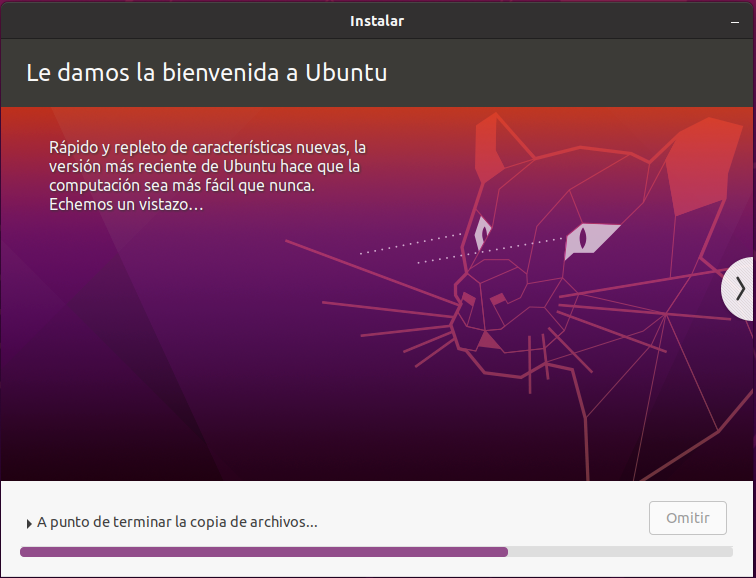 Instalar
Le damos la bienvenida a Ubuntu
Rápido y repleto de características nuevas, la
versión más reciente de Ubuntu hace que la
computación sea más fácil que nunca.
Echemos un vistazo…
A punto de terminar la copia de archivos...
Omitir